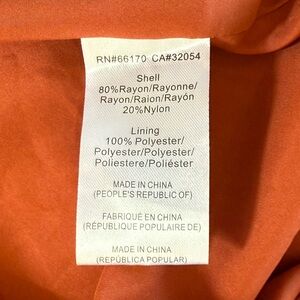 RN#66170 CA#32054
Shell
80%Rayon/Rayonne/
Rayon/Raion/Rayón
20%Nylon
Lining
100% Polyester/
Polyester/Polyester/
Poliestere/Poliéster
MADE IN CHINA
(PEOPLE'S REPUBLIC OF)
FABRIQUÉ EN CHINA
(RÉPUBLIQUE POPULAIRE DE)
MADE IN CHINA
(REPÚBLICA POPULAR)